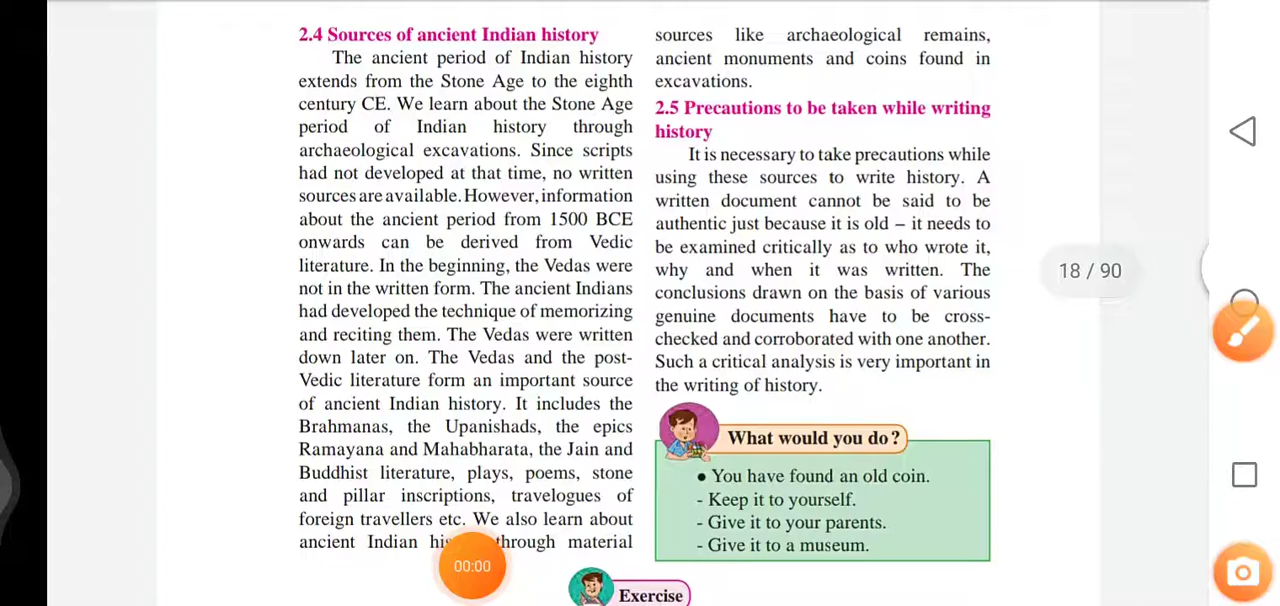 2.4 Sources of ancient Indian history
The ancient period of Indian history
extends from the Stone Age to the eighth
century CE. We learn about the Stone Age
period of Indian history through
archaeological excavations. Since scripts
had not developed at that time, no written
sources are available. However, information
about the ancient period from 1500 BCE
onwards can be derived from Vedic
literature. In the beginning, the Vedas were
not in the written form. The ancient Indians
had developed the technique of memorizing
and reciting them. The Vedas were written
down later on. The Vedas and the post-
Vedic literature form an important source
of ancient Indian history. It includes the
Brahmanas, the Upanishads, the epics
Ramayana and Mahabharata, the Jain and
Buddhist literature, plays, poems, stone
and pillar inscriptions, travelogues of
foreign travellers etc. We also learn about
ancient Indian through material
sources like archaeological remains,
ancient monuments and coins found in
excavations.
2.5 Precautions to be taken while writing
history
It is necessary to take precautions while
using these sources to write history. A
written document cannot be said to be
authentic just because it is old – it needs to
be examined critically as to who wrote it,
why and when it was written. The
conclusions drawn on the basis of various
genuine documents have to be cross-
checked and corroborated with one another.
Such a critical analysis is very important in
the writing of history.
What would you do?
• You have found an old coin.
- Keep it to yourself.
- Give it to your parents.
- Give it to a museum.
Exercise
18 / 90
00:00